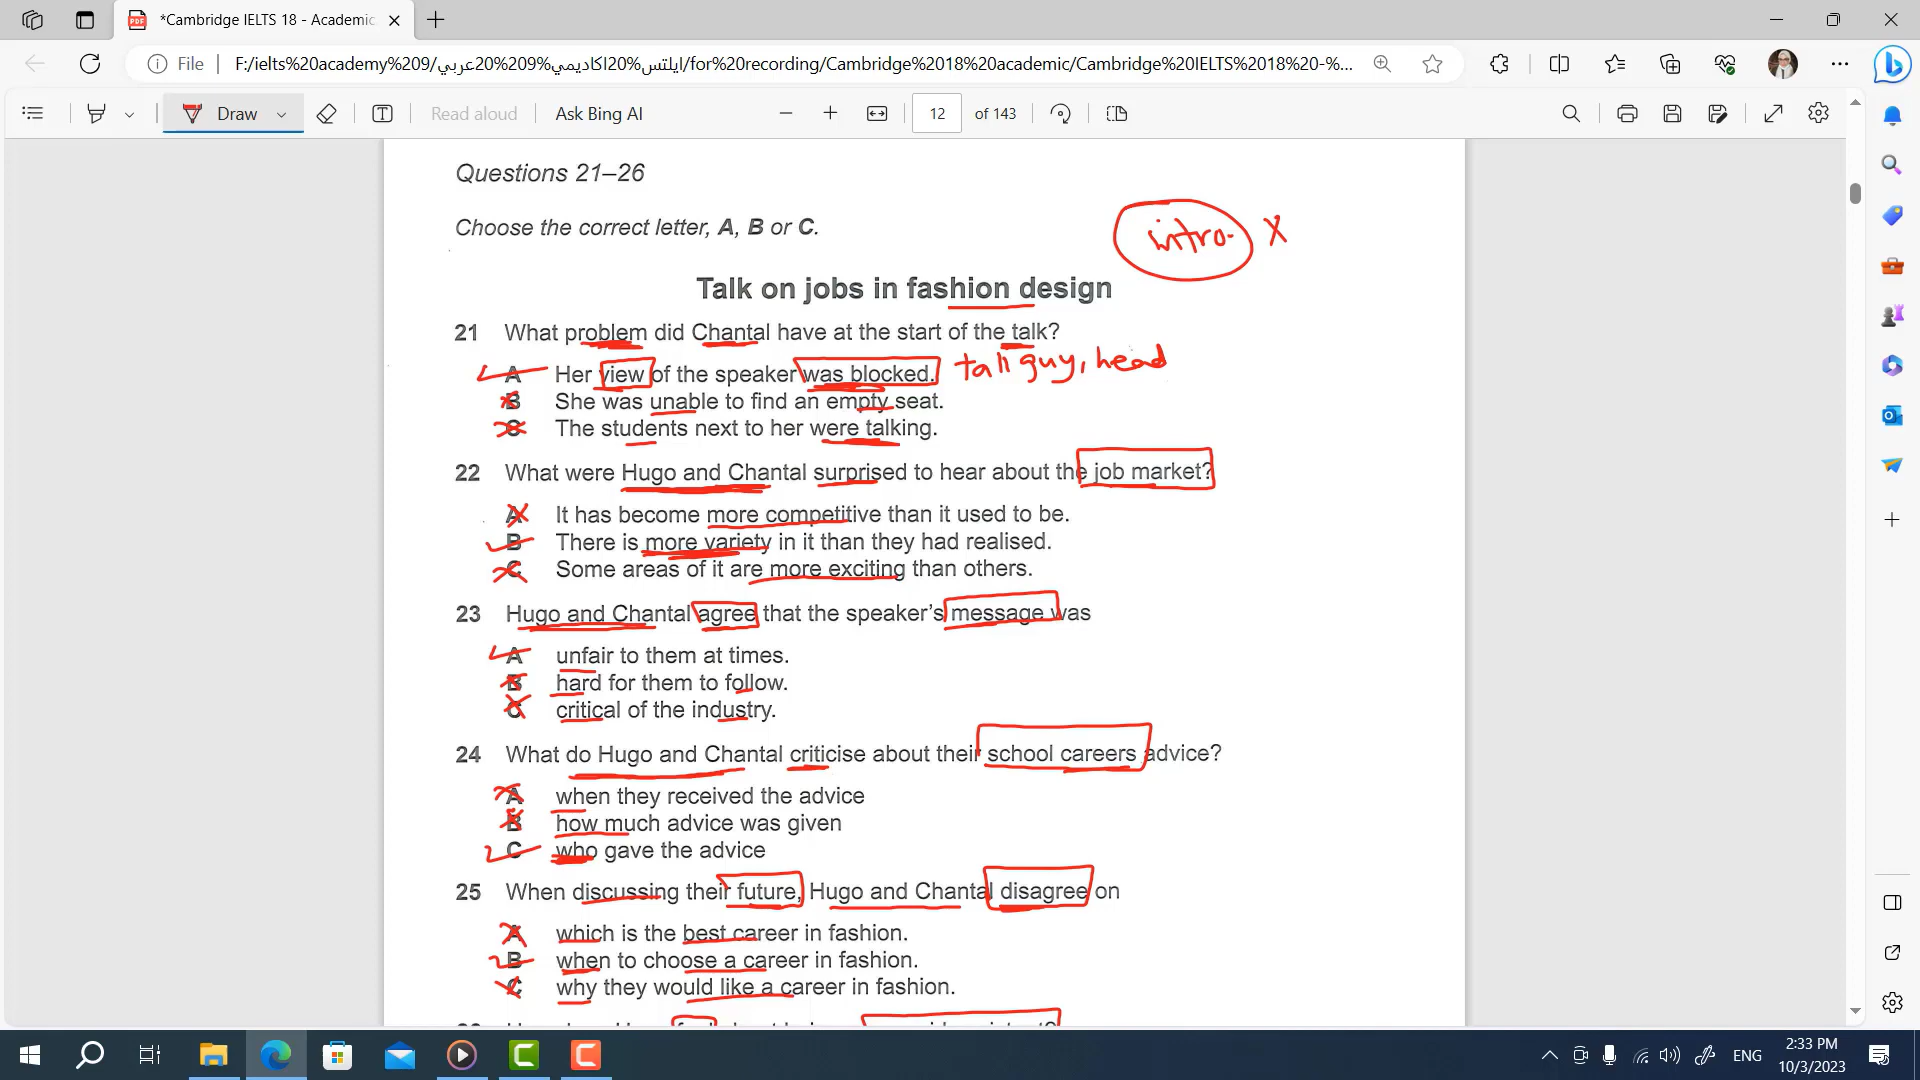 *Cambridge IELTS 18 - Academic
File
F:/ielts%20academy%209/ايلتس%20اكاديمي%209%20عربي/for%20recording/Cambridge%2018%20academic/Cambridge%20IELTS%2018%20-%...
Draw
Read aloud
Ask Bing AI
12 of 143
Questions 21–26
Choose the correct letter, A, B or C.
intro. X
Talk on jobs in fashion design
21 What problem did Chantal have at the start of the talk?
A Her view of the speaker was blocked. tall guy, head
B She was unable to find an empty seat.
C The students next to her were talking.
22 What were Hugo and Chantal surprised to hear about the job market?
A It has become more competitive than it used to be.
B There is more variety in it than they had realised.
C Some areas of it are more exciting than others.
23 Hugo and Chantal agree that the speaker's message was
A unfair to them at times.
B hard for them to follow.
C critical of the industry.
24 What do Hugo and Chantal criticise about their school careers advice?
A when they received the advice
B how much advice was given
C who gave the advice
25 When discussing their future, Hugo and Chantal disagree on
A which is the best career in fashion.
B when to choose a career in fashion.
C why they would like a career in fashion.
ENG
2:33 PM
10/3/2023